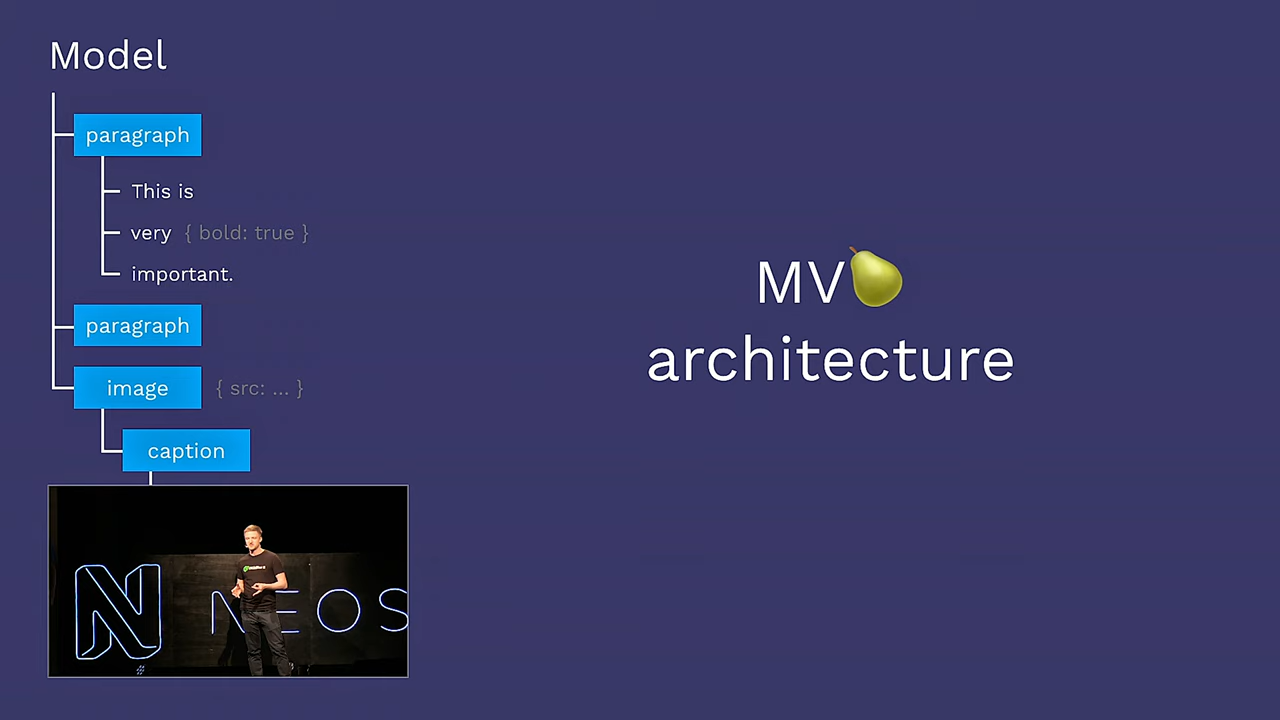 Model
paragraph
This is
very { bold: true }
important.
paragraph
image { src: ... }
caption
MV🍐
architecture
N NEOS
#